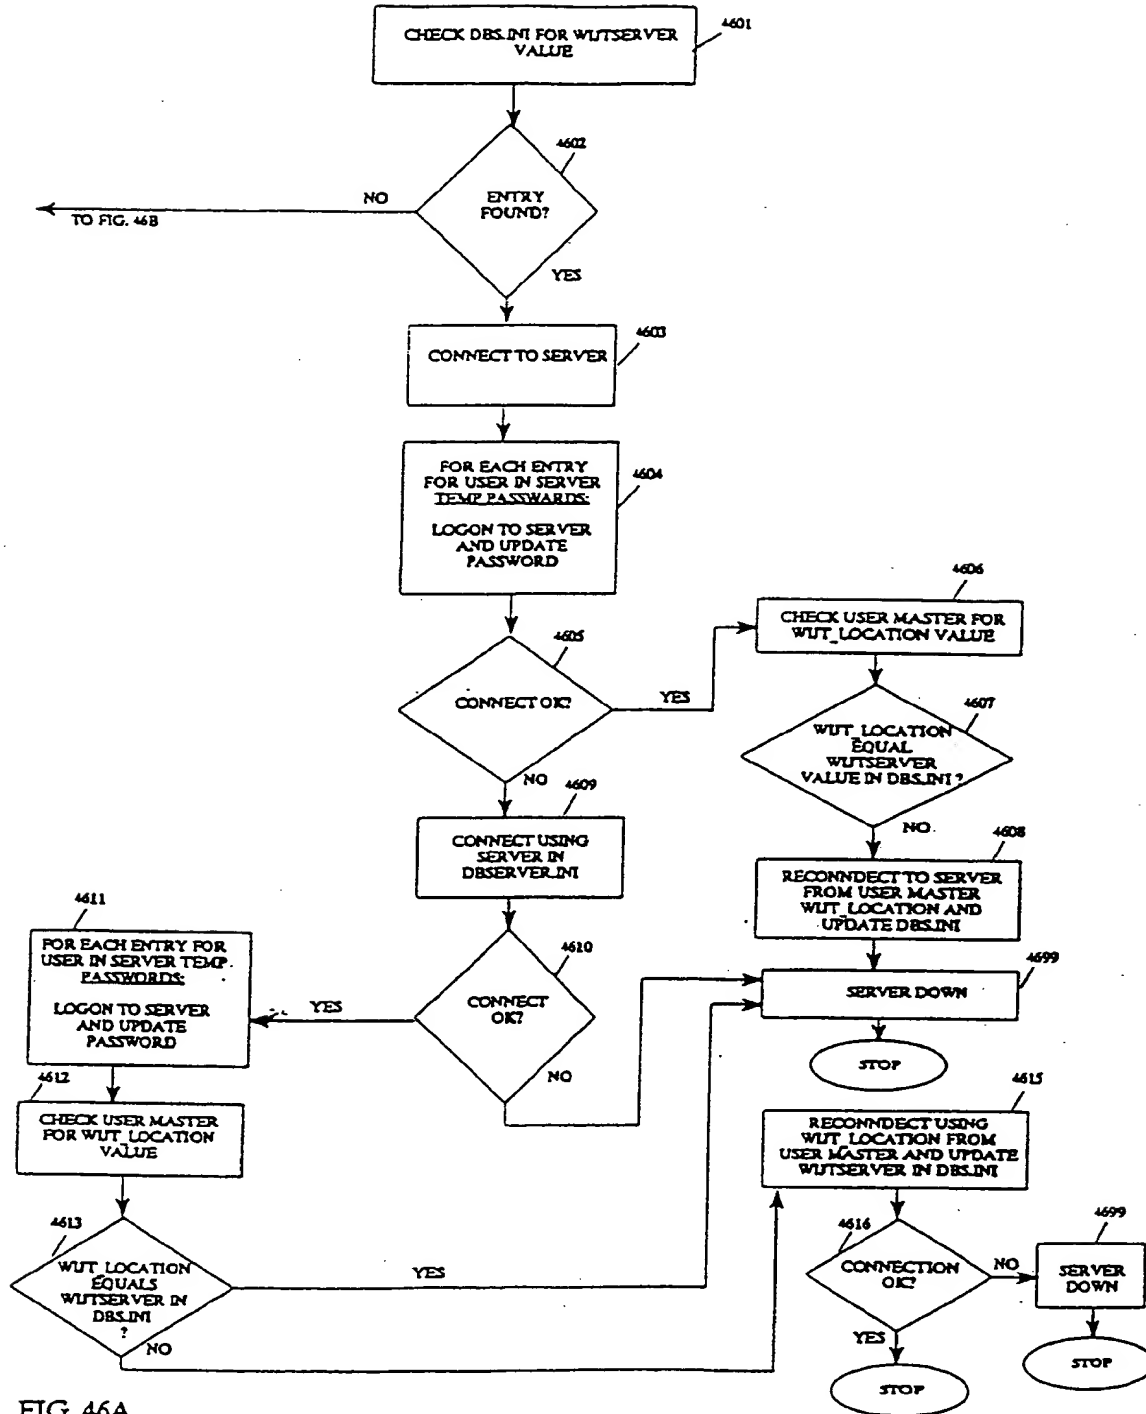 4601
CHECK DBS.INI FOR WUTSERVER
VALUE
4602
ENTRY
FOUND?
NO
TO FIG. 46B
YES
4603
CONNECT TO SERVER
4604
FOR EACH ENTRY
FOR USER IN SERVER
TEMP_PASSWARDS:
LOGON TO SERVER
AND UPDATE
PASSWORD
4605
CONNECT OK?
YES
NO
4606
CHECK USER MASTER FOR
WUT_LOCATION VALUE
4607
WUT_LOCATION
EQUAL
WUTSERVER
VALUE IN DBS.INI ?
NO
4608
RECONNDECT TO SERVER
FROM USER MASTER
WUT_LOCATION AND
UPDATE DBS.INI
4609
CONNECT USING
SERVER IN
DBSERVER.INI
4610
CONNECT
OK?
YES
NO
4611
FOR EACH ENTRY FOR
USER IN SERVER TEMP.
PASSWORDS:
LOGON TO SERVER
AND UPDATE
PASSWORD
4699
SERVER DOWN
STOP
4612
CHECK USER MASTER
FOR WUT_LOCATION
VALUE
4613
WUT_LOCATION
EQUALS
WUTSERVER IN
DBS.INI
?
YES
NO
4615
RECONNDECT USING
WUT_LOCATION FROM
USER MASTER AND UPDATE
WUTSERVER IN DBS.INI
4616
CONNECTION
OK?
NO
YES
4699
SERVER
DOWN
STOP
STOP
FIG. 46A